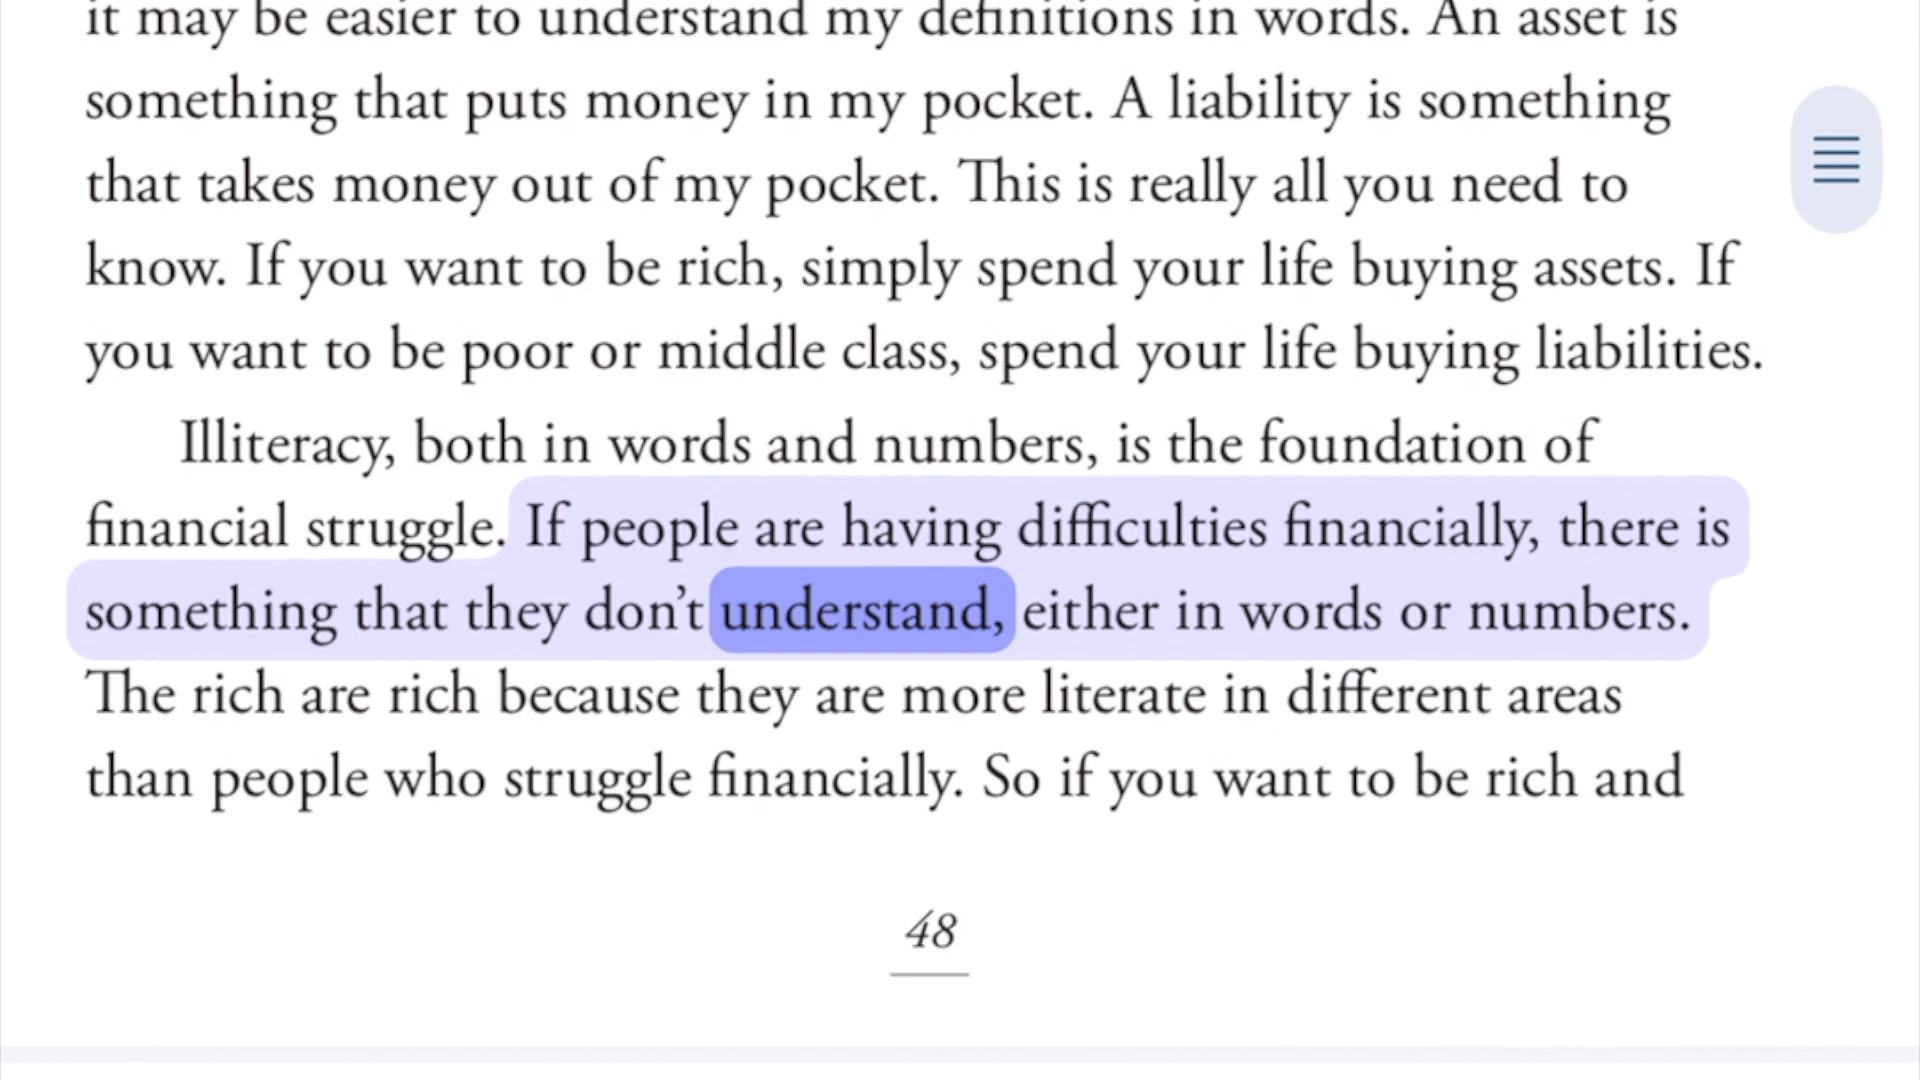 it may be easier to understand my definitions in words. An asset is
something that puts money in my pocket. A liability is something
that takes money out of my pocket. This is really all you need to
know. If you want to be rich, simply spend your life buying assets. If
you want to be poor or middle class, spend your life buying liabilities.
Illiteracy, both in words and numbers, is the foundation of
financial struggle. If people are having difficulties financially, there is
something that they don’t understand, either in words or numbers.
The rich are rich because they are more literate in different areas
than people who struggle financially. So if you want to be rich and
48